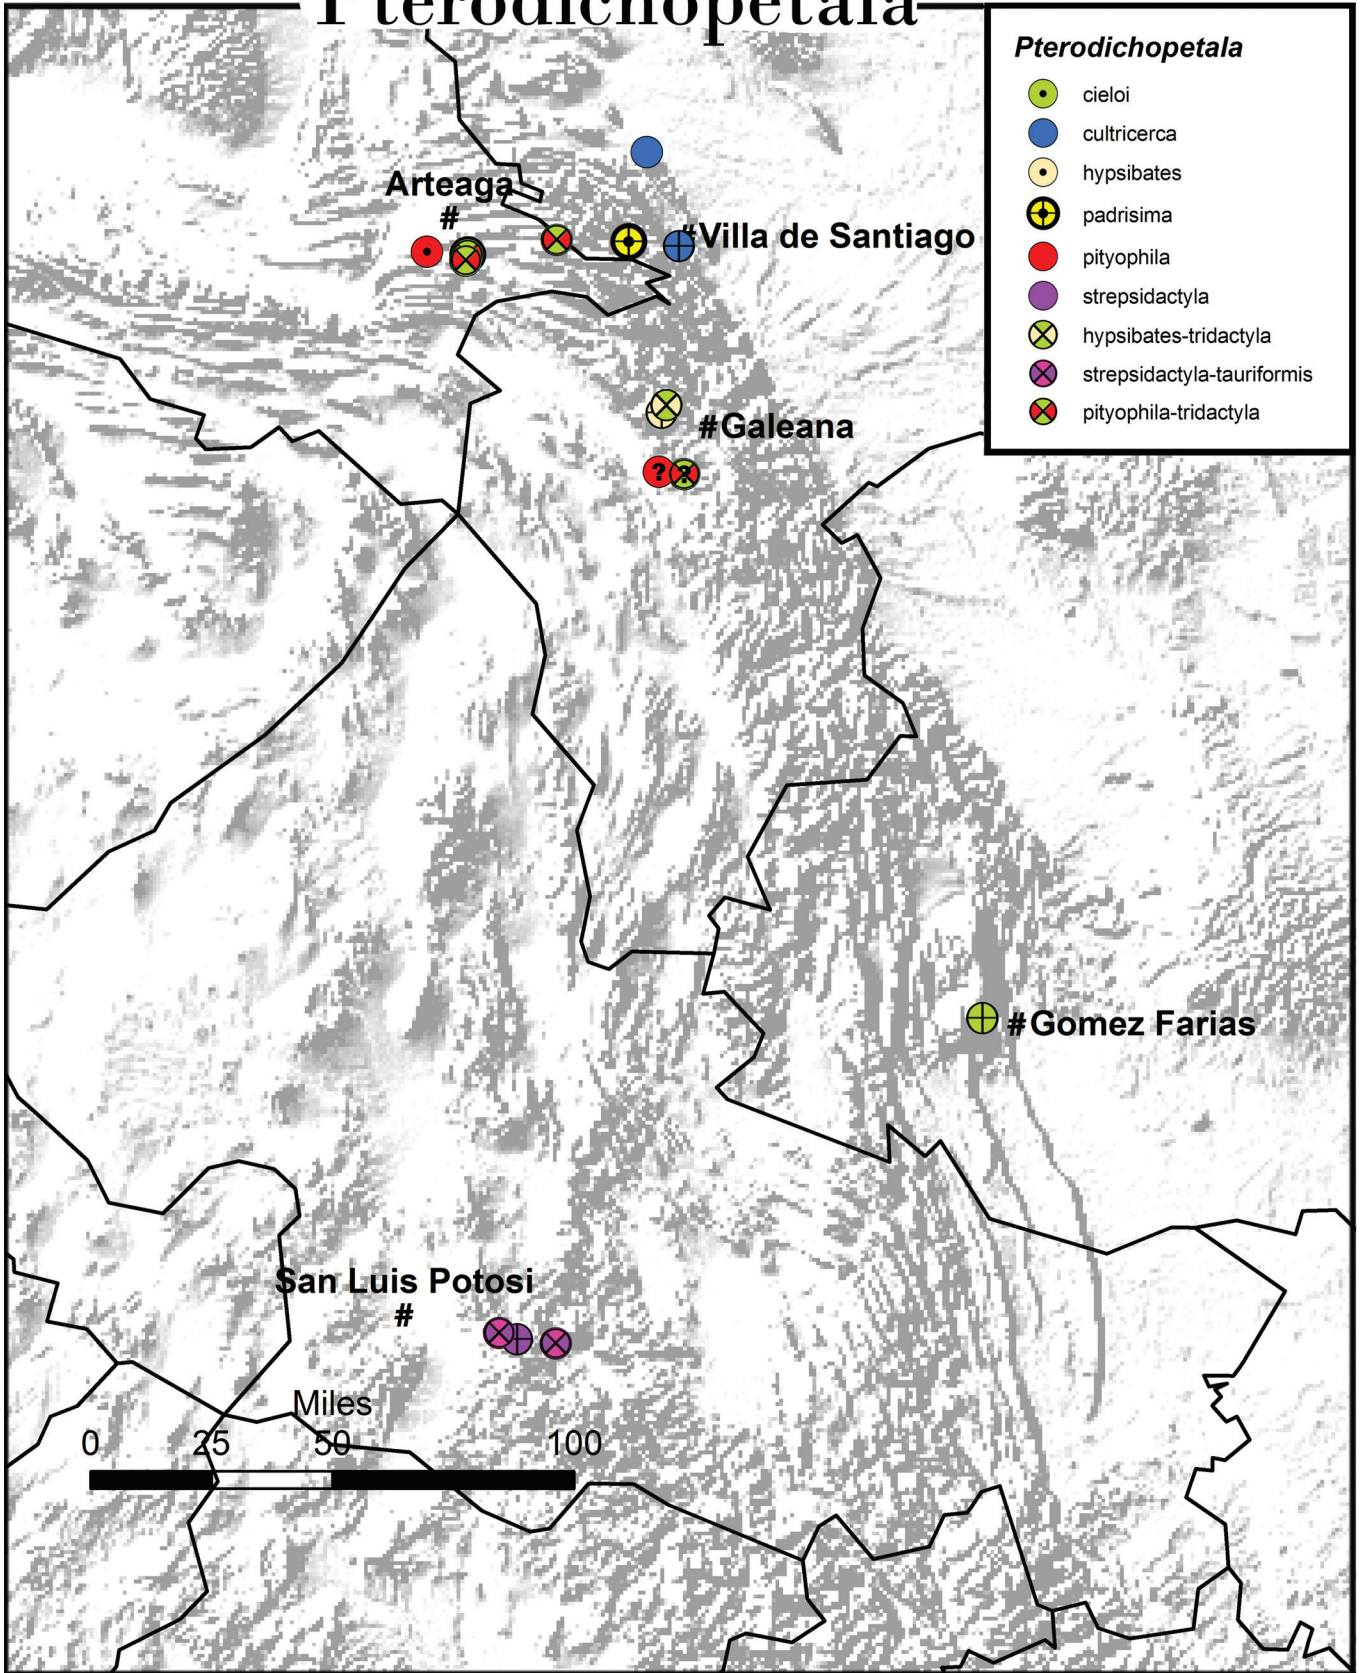 Pterodichopetala
Pterodichopetala
cieloi
cultricerca
hypsibates
padrisima
pityophila
strepsidactyla
hypsibates-tridactyla
strepsidactyla-tauriformis
pityophila-tridactyla
Arteaga
#
#Villa de Santiago
#Galeana
? ?
#Gomez Farias
San Luis Potosi
#
Miles
0 25 50 100